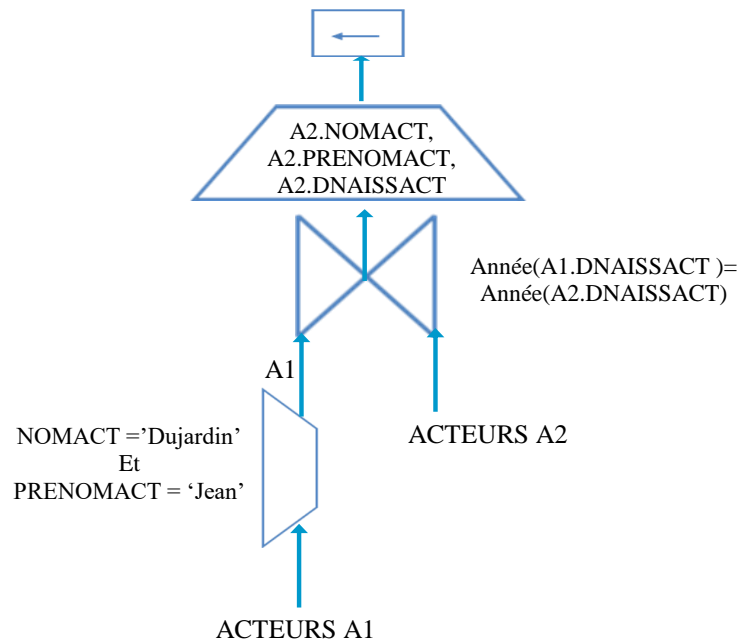 A2.NOMACT,
A2.PRENOMACT,
A2.DNAISSACT
Année(A1.DNAISSACT )=
Année(A2.DNAISSACT)
A1
NOMACT =’Dujardin’
Et
PRENOMACT = ‘Jean’
ACTEURS A2
ACTEURS A1